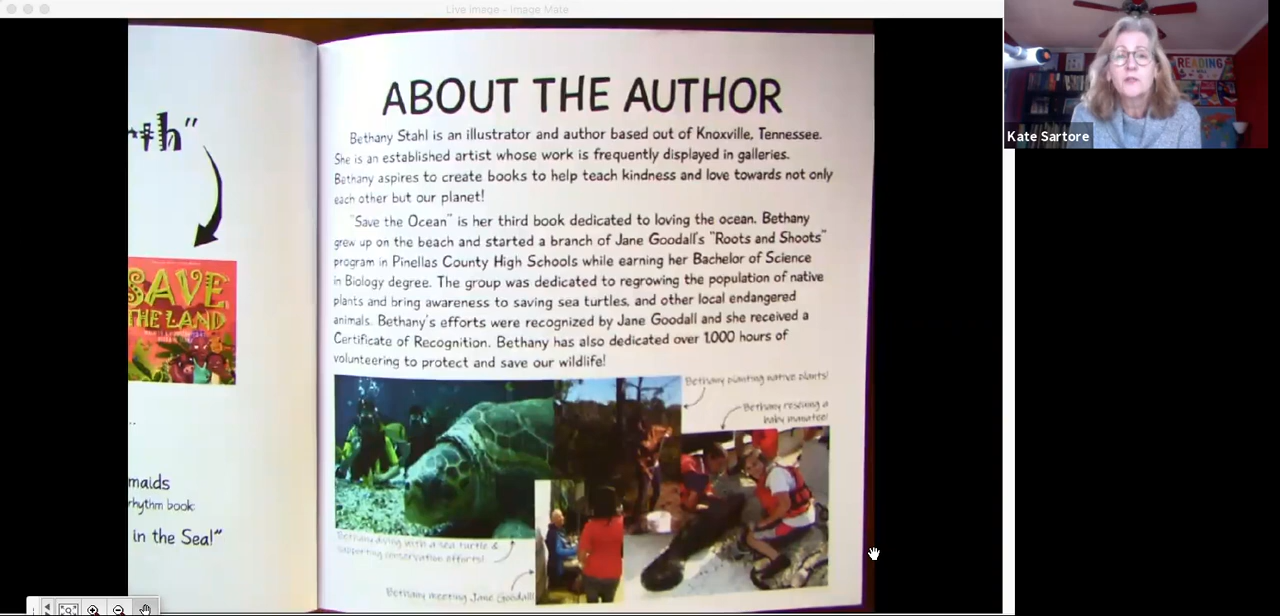 Live image - Image Mate
READING
Kate Sartore
rth"
SAVE
THE LAND
maids
rhythm book:
in the Sea!"
ABOUT THE AUTHOR
Bethany Stahl is an illustrator and author based out of Knoxville, Tennessee.
She is an established artist whose work is frequently displayed in galleries.
Bethany aspires to create books to help teach kindness and love towards not only
each other but our planet!
"Save the Ocean" is her third book dedicated to loving the ocean. Bethany
grew up on the beach and started a branch of Jane Goodall's "Roots and Shoots"
program in Pinellas County High Schools while earning her Bachelor of Science
in Biology degree. The group was dedicated to regrowing the population of native
plants and bring awareness to saving sea turtles, and other local endangered
animals. Bethany's efforts were recognized by Jane Goodall and she received a
Certificate of Recognition. Bethany has also dedicated over 1,000 hours of
volunteering to protect and save our wildlife!
Bethany planting native plants!
Bethany rescuing a
baby manatee!
Bethany diving with a sea turtle &
supporting conservation efforts!
Bethany meeting Jane Goodall!